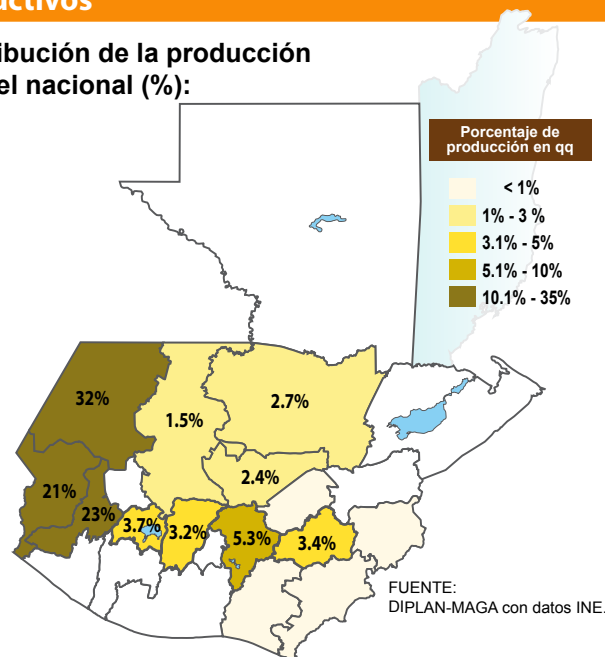 ibución de la producción
el nacional (%):
Porcentaje de
producción en qq
< 1%
1% - 3 %
3.1% - 5%
5.1% - 10%
10.1% - 35%
32%
1.5%
2.7%
2.4%
21%
23%
3.7%
3.2%
5.3%
3.4%
FUENTE:
DIPLAN-MAGA con datos INE.